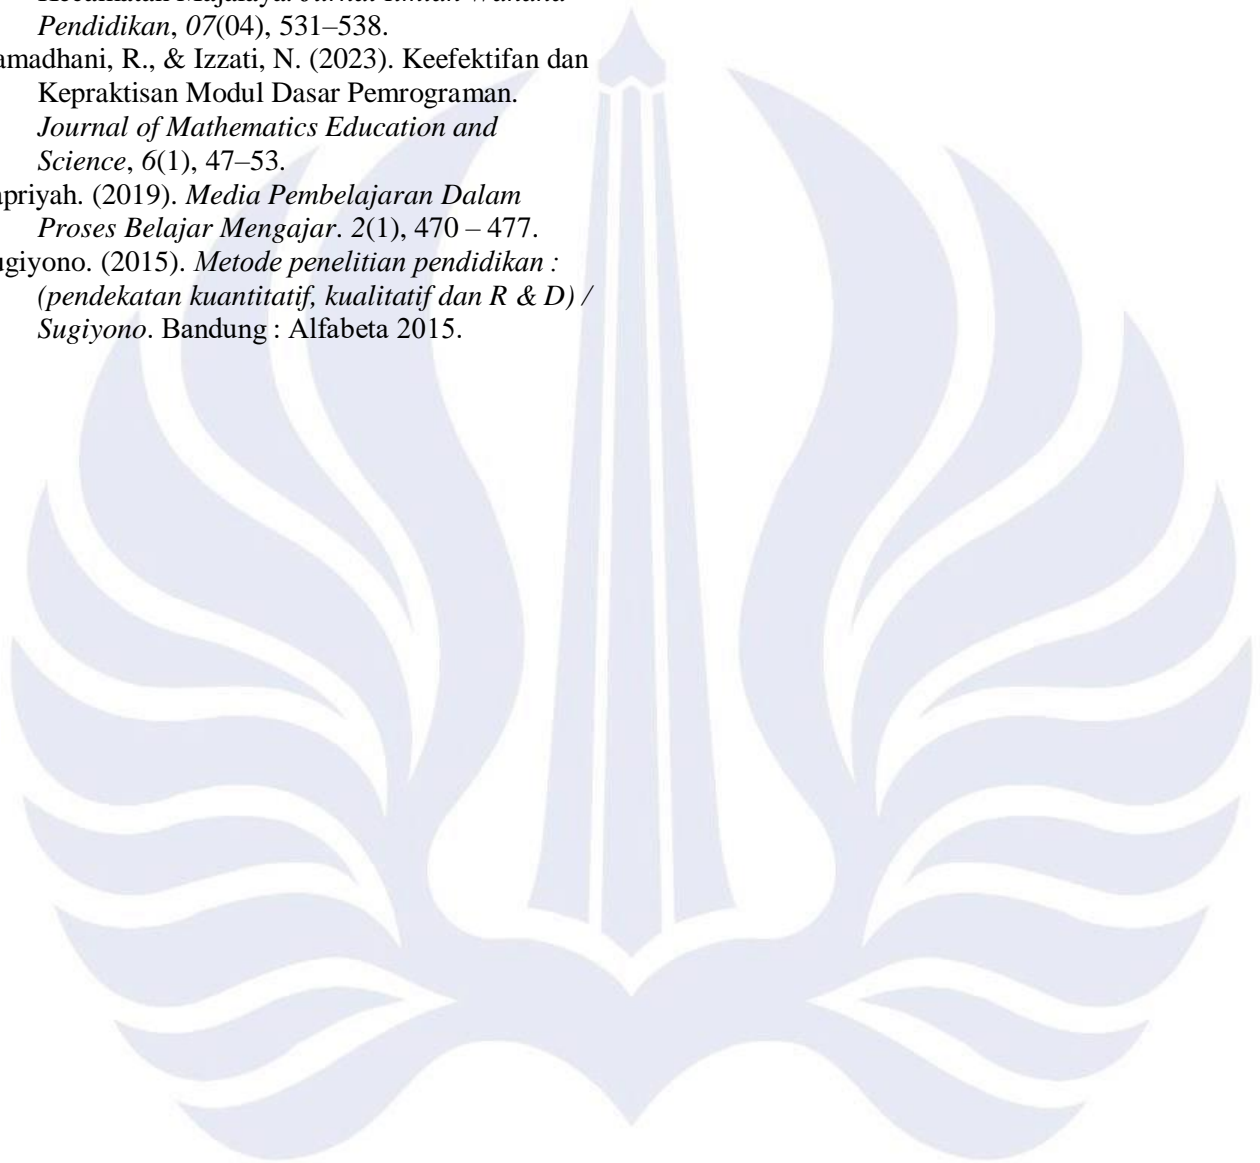 Kecamatan Majalaya. Jurnal Ilmiah Wahana
Pendidikan, 07(04), 531–538.
amadhani, R., & Izzati, N. (2023). Keefektifan dan
Kepraktisan Modul Dasar Pemrograman.
Journal of Mathematics Education and
Science, 6(1), 47–53.
apriyah. (2019). Media Pembelajaran Dalam
Proses Belajar Mengajar. 2(1), 470 – 477.
ugiyono. (2015). Metode penelitian pendidikan :
(pendekatan kuantitatif, kualitatif dan R & D) /
Sugiyono. Bandung : Alfabeta 2015.